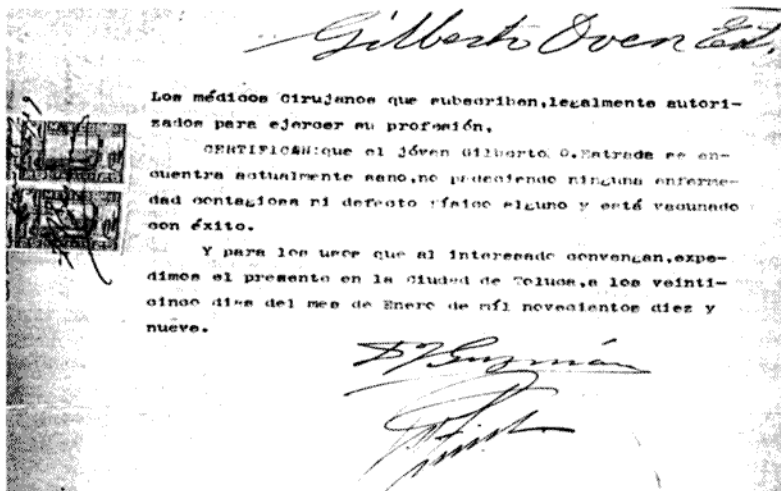 Gilberto Owen Est.
Los médicos Cirujanos que subscriben,legalmente autori-
zados para ejercer su profesión,
CERTIFICAN:que el jóven Gilberto O.Estrada se en-
cuentra actualmente sano,no padeciendo ninguna enferme-
dad contagiosa ni defecto físico alguno y está vacunado
con éxito.
Y para los usos que al interesado convengan,expe-
dimos el presente en la Ciudad de Toluca,a los veinti-
cinco dias del mes de Enero de mil novecientos diez y
nueve.
Guzmán